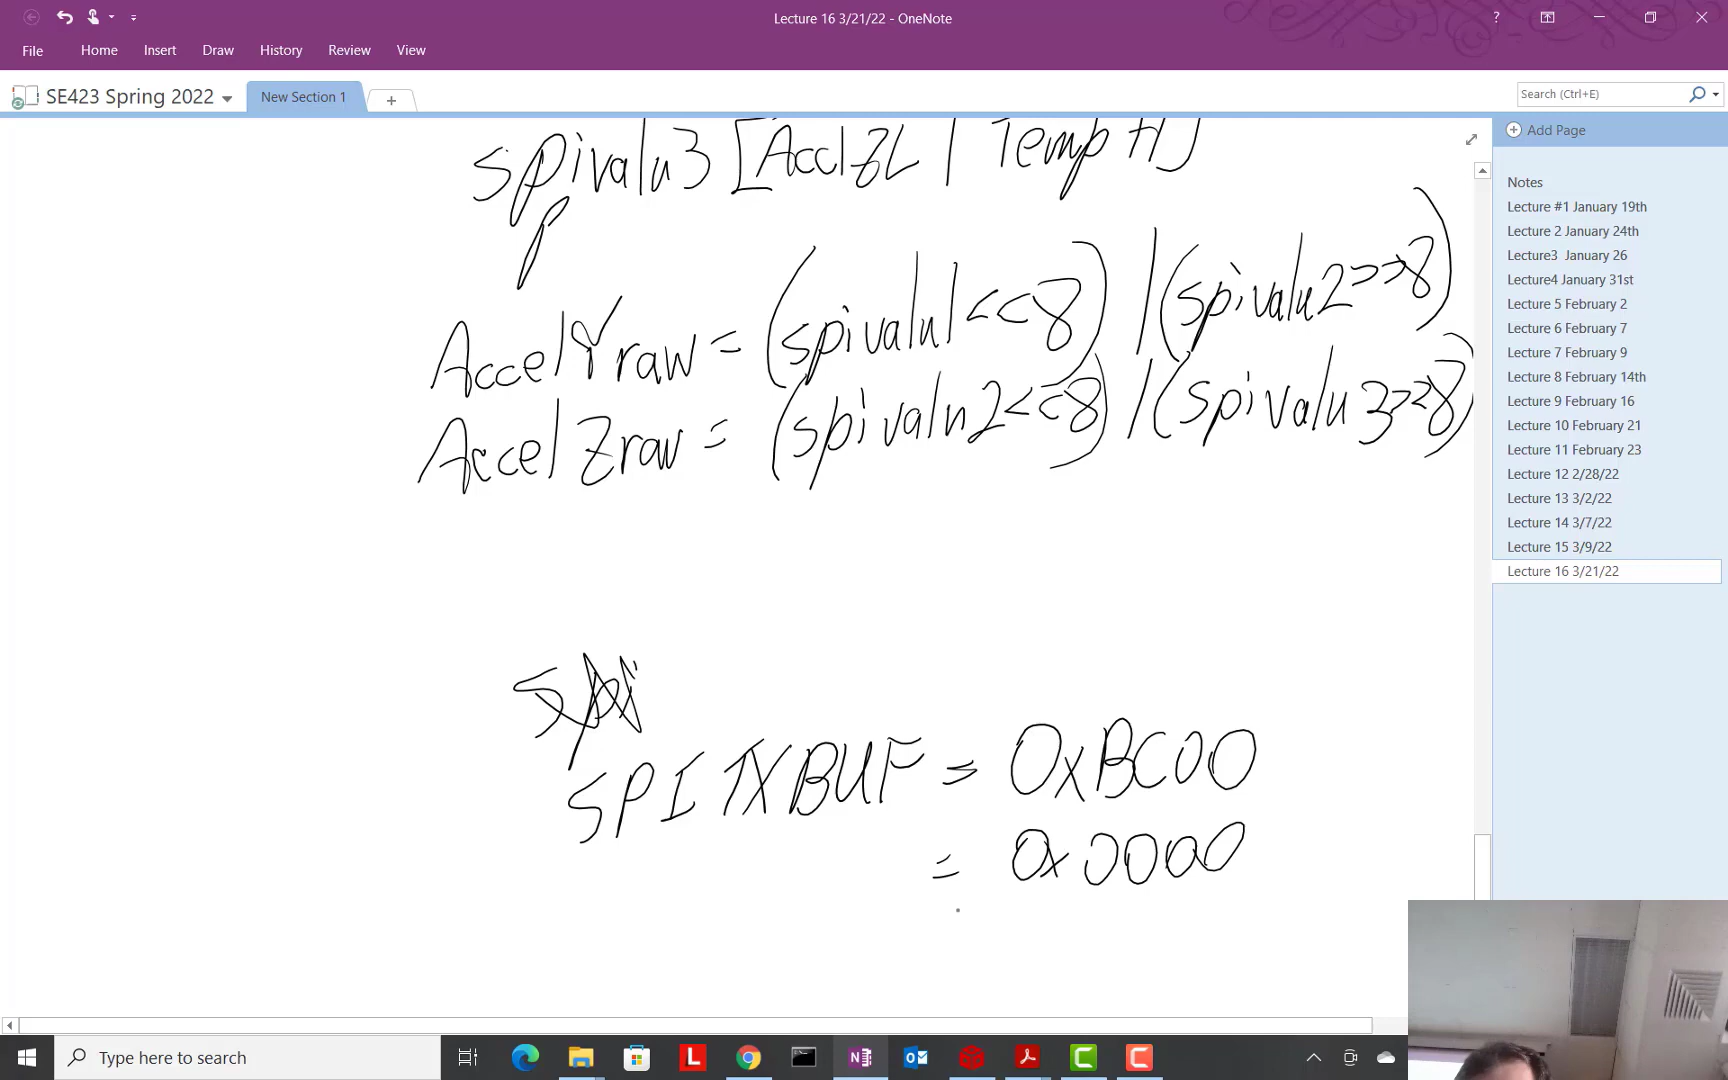 Lecture 16 3/21/22 - OneNote
?
File Home Insert Draw History Review View
SE423 Spring 2022 New Section 1 +
Search (Ctrl+E)
spivalu3 [AcclZL | Temp H]
AccelYraw = (spivalu1<<8) | (spivalu2>>8)
AccelZraw = (spivalu2<<8) | (spivalu3>>8)
SPITXBUF = 0xBC00
= 0x0000
Add Page
Notes
Lecture #1 January 19th
Lecture 2 January 24th
Lecture3 January 26
Lecture4 January 31st
Lecture 5 February 2
Lecture 6 February 7
Lecture 7 February 9
Lecture 8 February 14th
Lecture 9 February 16
Lecture 10 February 21
Lecture 11 February 23
Lecture 12 2/28/22
Lecture 13 3/2/22
Lecture 14 3/7/22
Lecture 15 3/9/22
Lecture 16 3/21/22
Type here to search